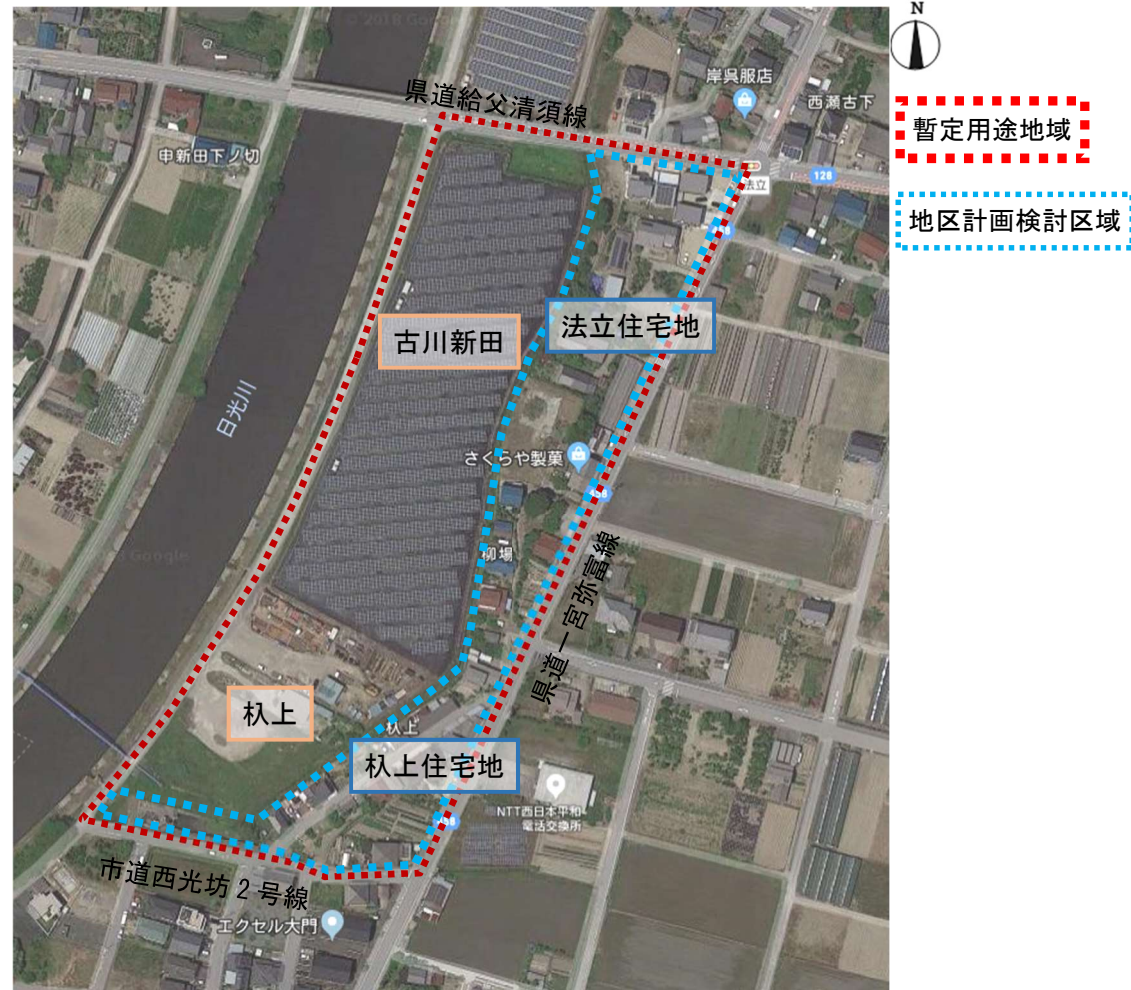 © 2018 Google
N
岸呉服店
西瀬古下
県道給父清須線
暫定用途地域
申新田下ノ切
128
法立
地区計画検討区域
458
古川新田
法立住宅地
日光川
さくらや製菓
458
柳場
県道一宮弥富線
杁上
杁上
杁上住宅地
NTT西日本平和
電話交換所
458
市道西光坊2号線
エクセル大門